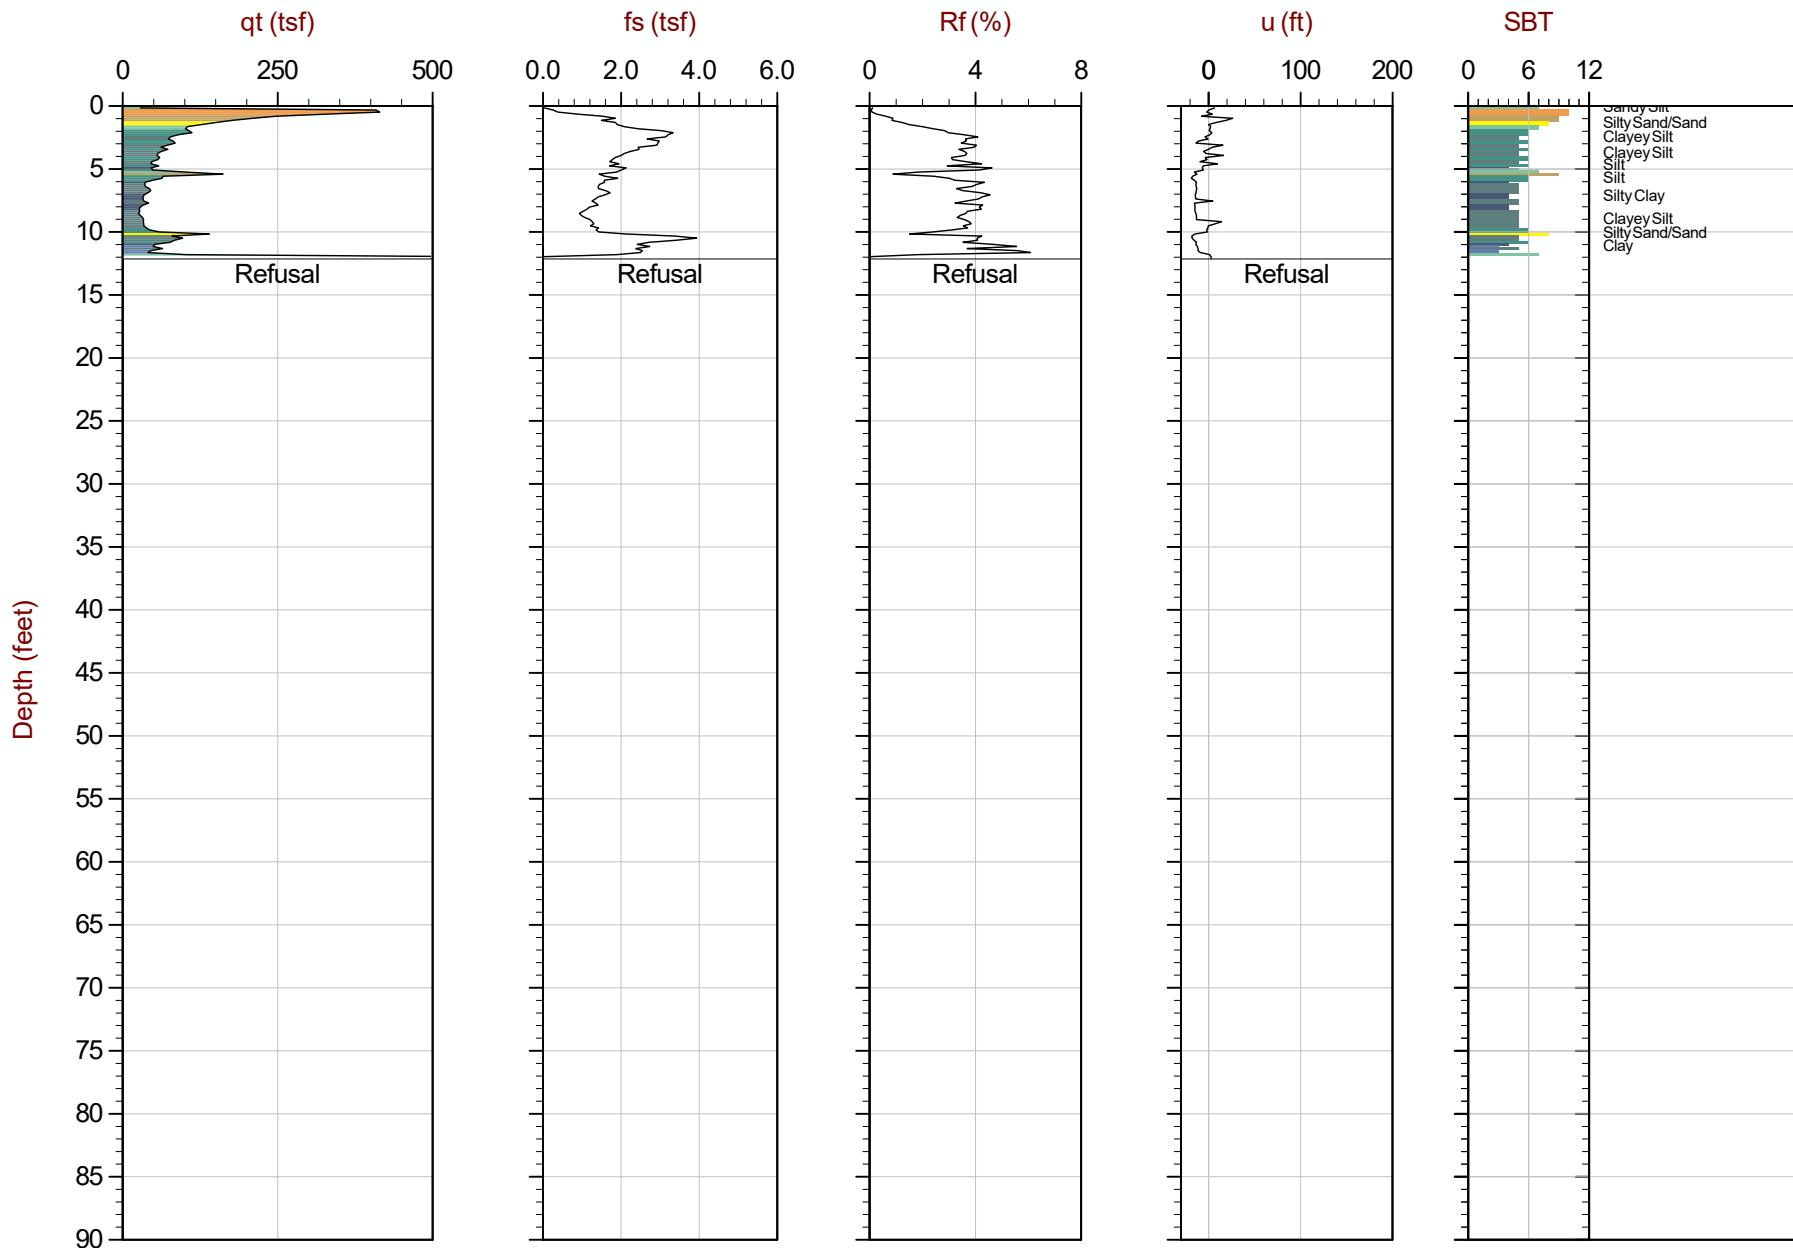 qt (tsf) fs (tsf) Rf (%) u (ft) SBT
0 250 500 0.0 2.0 4.0 6.0 0 4 8 0 100 200 0 6 12
0
Sandy Silt
Silty Sand/Sand
Clayey Silt
Clayey Silt
Silt
5
Silt
Silty Clay
Clayey Silt
10
Silty Sand/Sand
Clay
Refusal Refusal Refusal Refusal
15
20
25
30
35
40
Depth (feet)
45
50
55
60
65
70
75
80
85
90